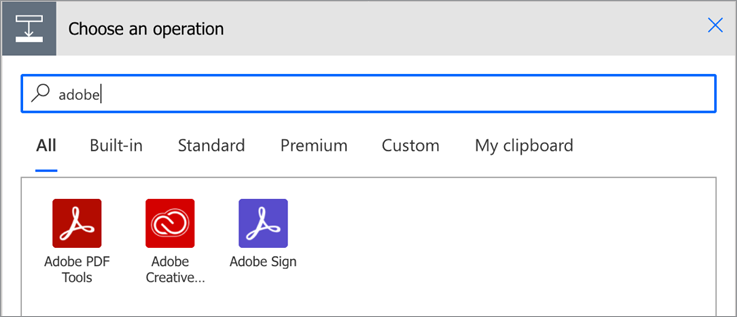 Choose an operation
adobe
All Built-in Standard Premium Custom My clipboard
Adobe PDF Tools
Adobe Creative...
Adobe Sign